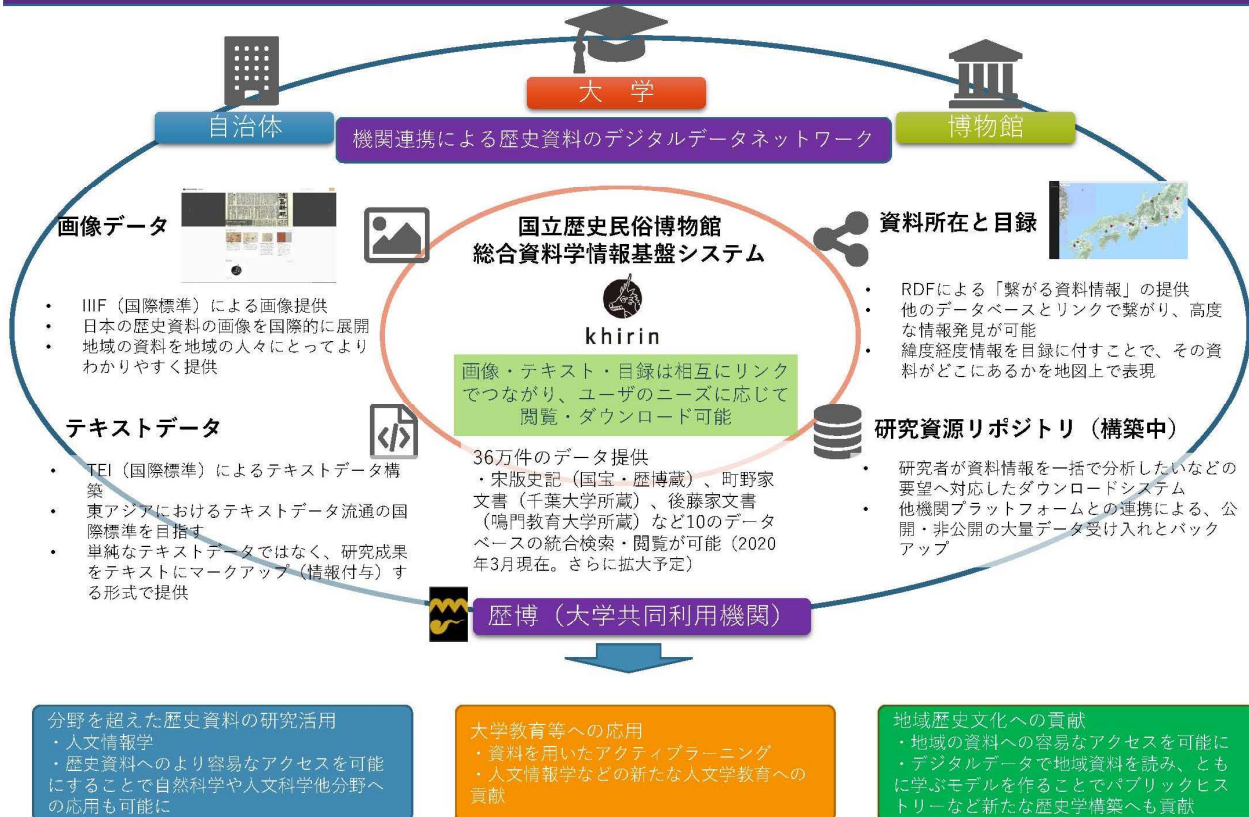 大　学
自治体
博物館
機関連携による歴史資料のデジタルデータネットワーク
画像データ
・ IIIF（国際標準）による画像提供
・ 日本の歴史資料の画像を国際的に展開
・ 地域の資料を地域の人々にとってより
わかりやすく提供
国立歴史民俗博物館
総合資料学情報基盤システム
khirin
画像・テキスト・目録は相互にリンク
でつながり、ユーザのニーズに応じて
閲覧・ダウンロード可能
資料所在と目録
・ RDFによる「繋がる資料情報」の提供
・ 他のデータベースとリンクで繋がり、高度
な情報発見が可能
・ 緯度経度情報を目録に付すことで、その資
料がどこにあるかを地図上で表現
テキストデータ
・ TEI（国際標準）によるテキストデータ構
築
・ 東アジアにおけるテキストデータ流通の国
際標準を目指す
・ 単純なテキストデータではなく、研究成果
をテキストにマークアップ（情報付与）す
る形式で提供
36万件のデータ提供
・宋版史記（国宝・歴博蔵）、町野家
文書（千葉大学所蔵）、後藤家文書
（鳴門教育大学所蔵）など10のデータ
ベースの統合検索・閲覧が可能（2020
年3月現在。さらに拡大予定）
研究資源リポジトリ（構築中）
・ 研究者が資料情報を一括で分析したいなどの
要望へ対応したダウンロードシステム
・ 他機関プラットフォームとの連携による、公
開・非公開の大量データ受け入れとバック
アップ
歴博（大学共同利用機関）
分野を超えた歴史資料の研究活用
・人文情報学
・歴史資料へのより容易なアクセスを可能
にすることで自然科学や人文科学他分野へ
の応用も可能に
大学教育等への応用
・資料を用いたアクティブラーニング
・人文情報学などの新たな人文学教育への
貢献
地域歴史文化への貢献
・地域の資料への容易なアクセスを可能に
・デジタルデータで地域資料を読み、とも
に学ぶモデルを作ることでパブリックヒス
トリーなど新たな歴史学構築へも貢献